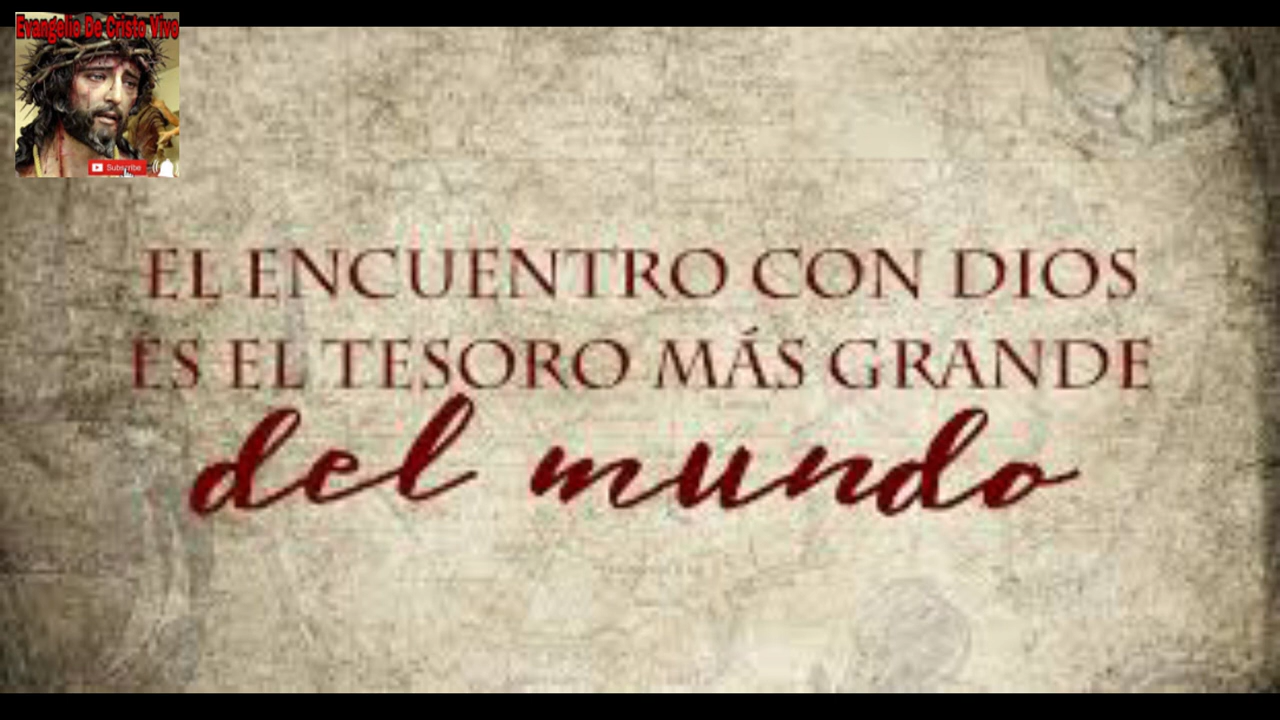 Evangelio De Cristo Vivo
Subscribe
EL ENCUENTRO CON DIOS
ES EL TESORO MÁS GRANDE
del mundo